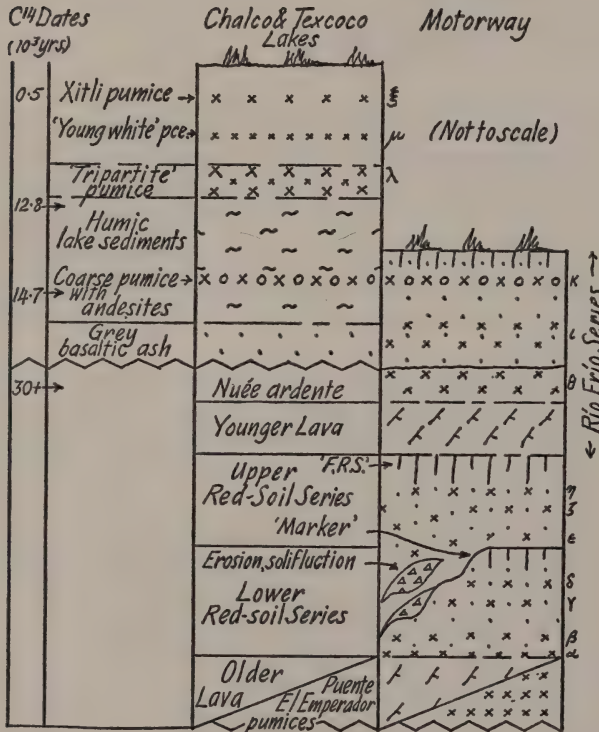 C¹⁴ Dates
(10³yrs)
Chalco & Texcoco
Lakes
Motorway
0.5
Xitli pumice
ξ
'Young white' pce.
μ
(Not to scale)
'Tripartite'
pumice
λ
12.8
Humic
lake sediments
Coarse pumice
with
andesites
κ
14.7
Grey
basaltic ash
ι
30+
Nuée ardente
θ
Younger Lava
Río Frío Series
Upper
Red-Soil Series
'F.R.S.'
η
ζ
'Marker'
ε
Erosion, solifluction
Lower
Red-soil Series
δ
γ
β
α
Older
Lava
Puente
El Emperador
pumices